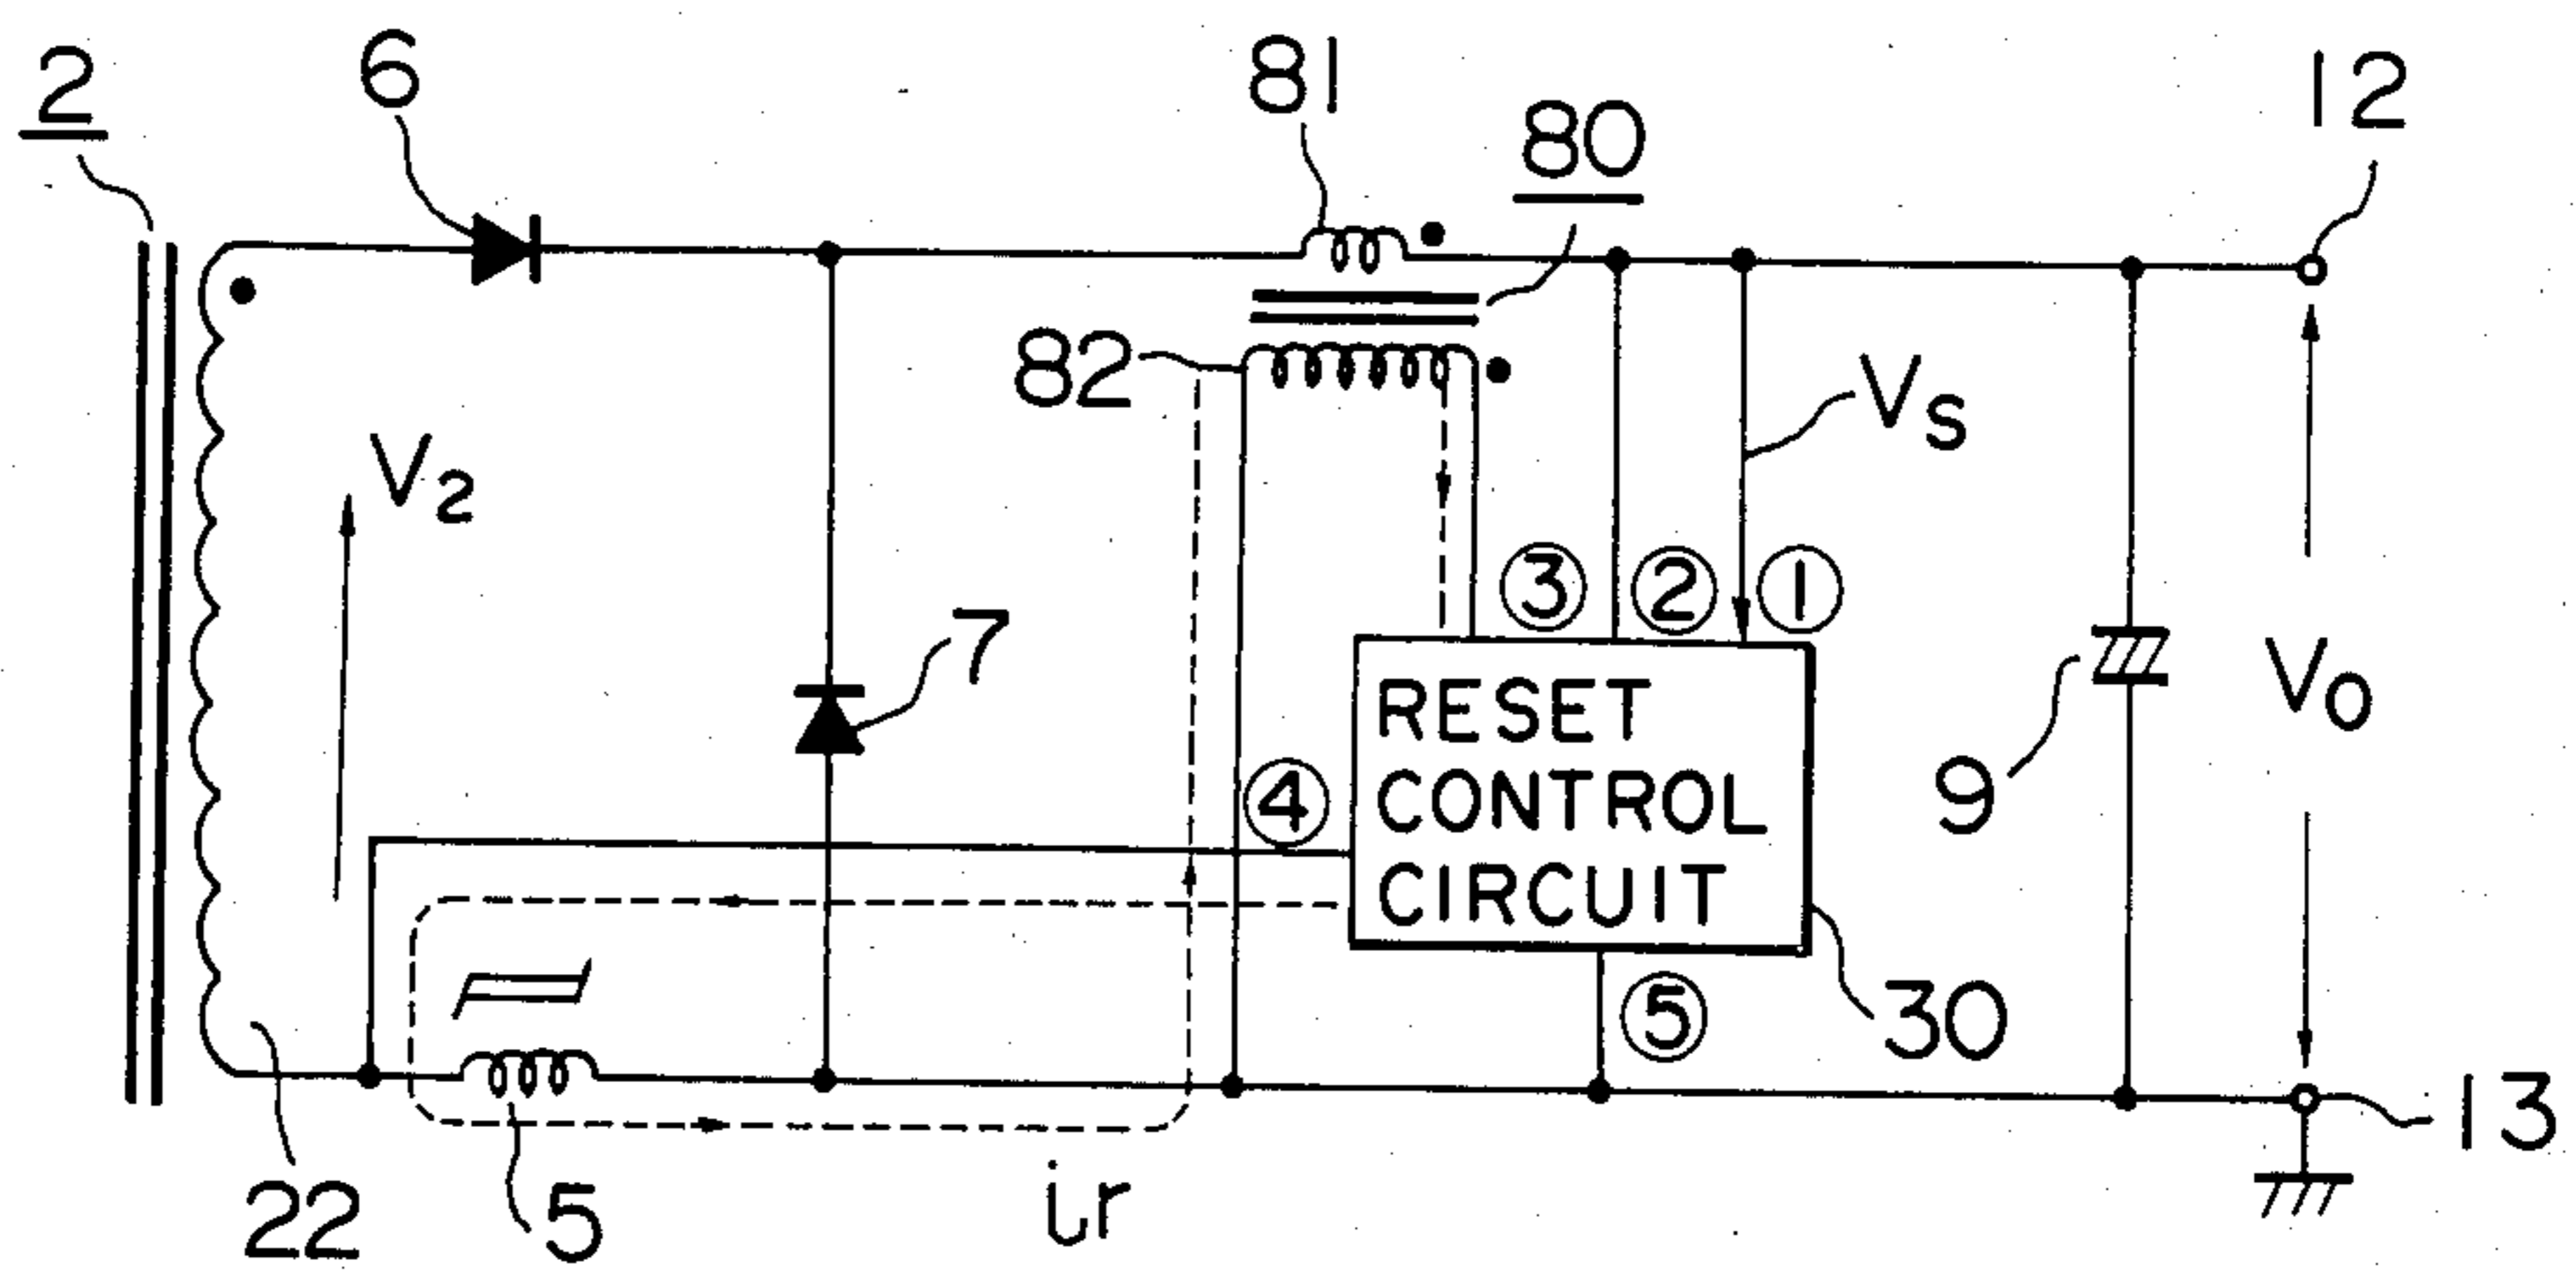 2
6
81
80
12
82
V2
VS
7
③
②
①
④
RESET
CONTROL
CIRCUIT
9
VO
⑤
30
13
22
5
ir